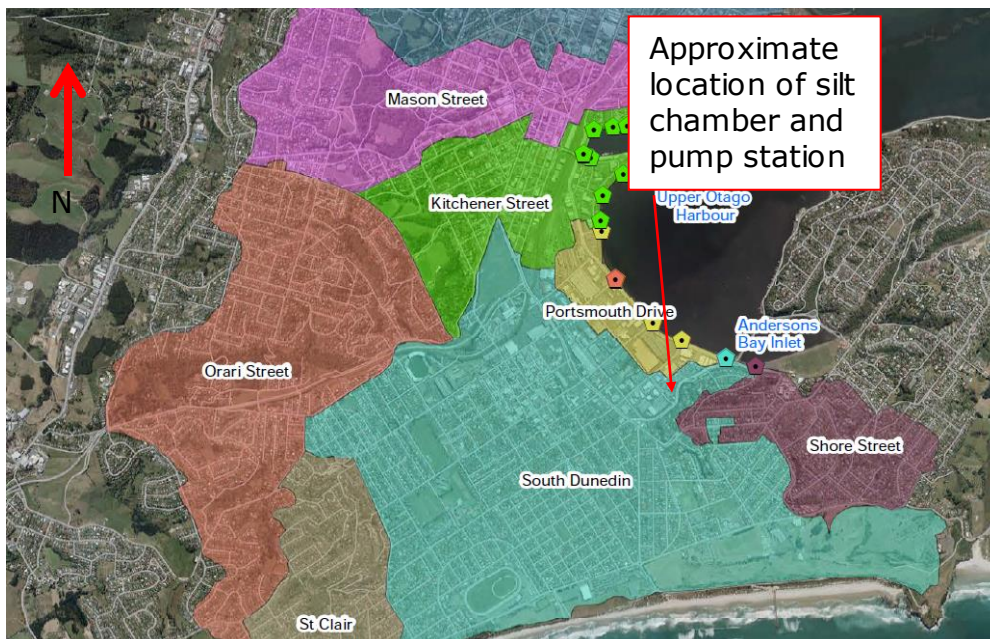 Approximate
location of silt
chamber and
pump station
N
Mason Street
Kitchener Street
Upper Otago
Harbour
Portsmouth Drive
Andersons
Bay Inlet
Orari Street
Shore Street
South Dunedin
St Clair